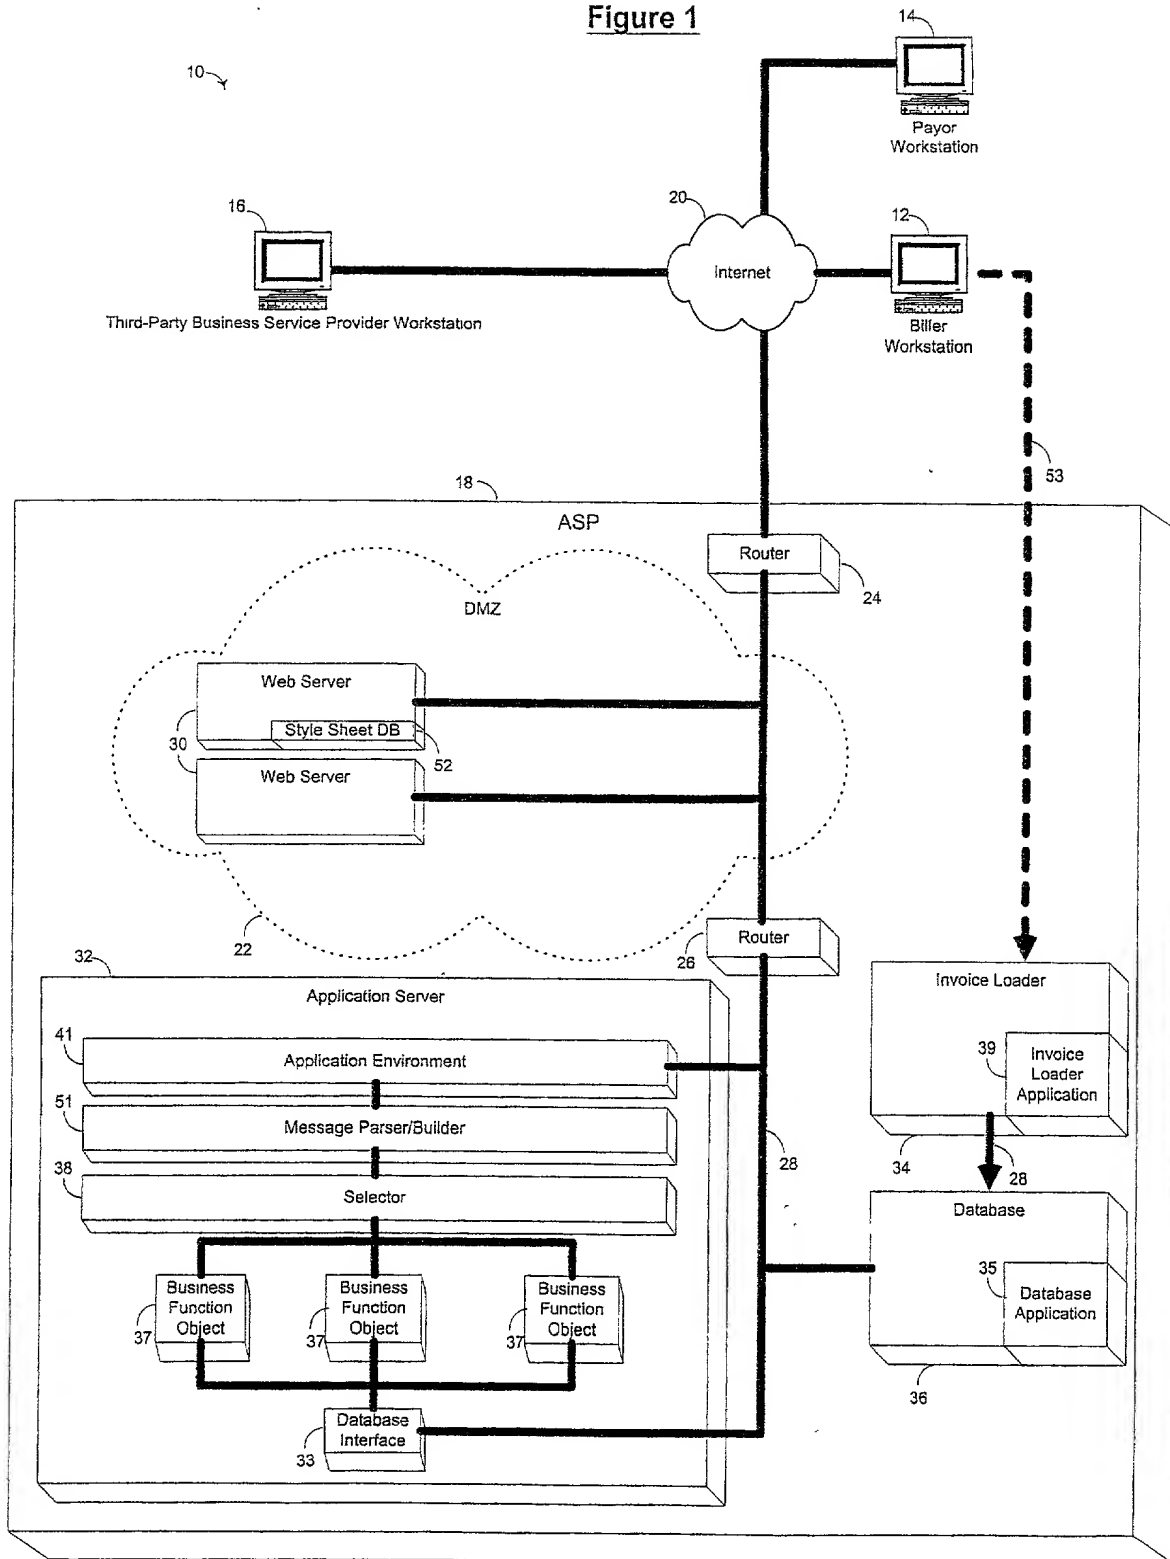 Figure 1
14
10
Payor
Workstation
16
20
12
Internet
Third-Party Business Service Provider Workstation
Biller
Workstation
53
18
ASP
Router
24
DMZ
Web Server
Style Sheet DB
30
52
Web Server
22
Router
26
32
Application Server
Invoice Loader
41
Application Environment
39
Invoice
Loader
Application
51
Message Parser/Builder
28
34
28
38
Selector
Database
35
Database
Application
Business
Function
Object
37
Business
Function
Object
37
Business
Function
Object
37
36
Database
Interface
33